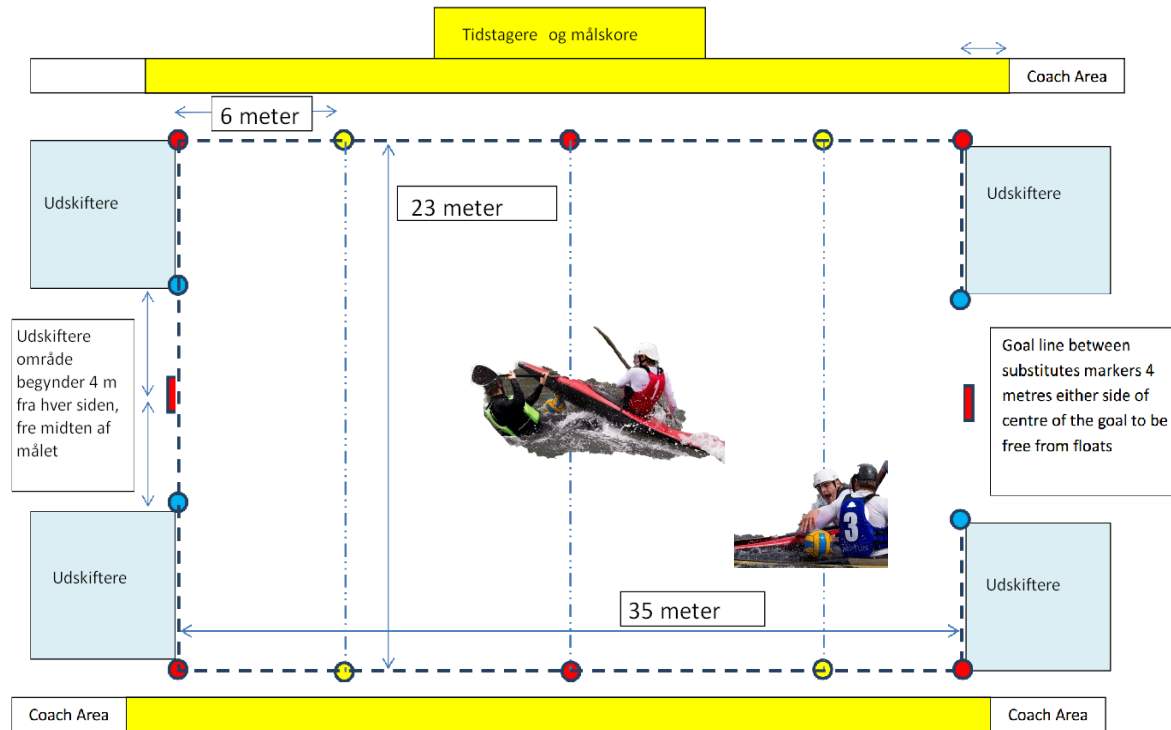 Tidstagere og målskore
Coach Area
6 meter
Udskiftere
23 meter
Udskiftere
Udskiftere
område
begynder 4 m
fra hver siden,
fre midten af
målet
Goal line between
substitutes markers 4
metres either side of
centre of the goal to be
free from floats
3
Udskiftere
Udskiftere
35 meter
Coach Area
Coach Area